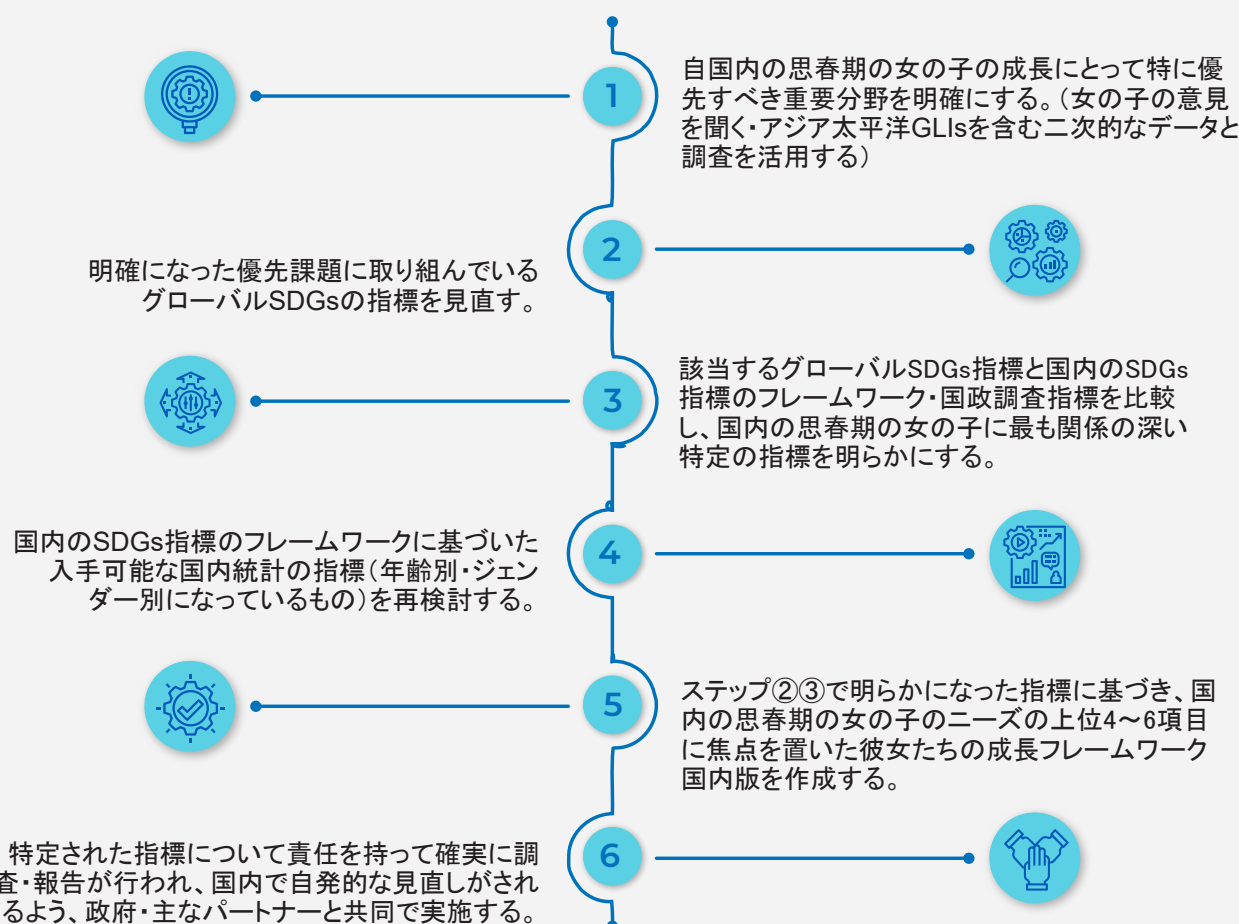 1
自国内の思春期の女の子の成長にとって特に優
先すべき重要分野を明確にする。(女の子の意見
を聞く・アジア太平洋GLIsを含む二次的なデータと
調査を活用する)
2
明確になった優先課題に取り組んでいる
グローバルSDGsの指標を見直す。
3
該当するグローバルSDGs指標と国内のSDGs
指標のフレームワーク・国政調査指標を比較
し、国内の思春期の女の子に最も関係の深い
特定の指標を明らかにする。
4
国内のSDGs指標のフレームワークに基づいた
入手可能な国内統計の指標(年齢別・ジェン
ダー別になっているもの)を再検討する。
5
ステップ②③で明らかになった指標に基づき、国
内の思春期の女の子のニーズの上位4〜6項目
に焦点を置いた彼女たちの成長フレームワーク
国内版を作成する。
6
特定された指標について責任を持って確実に調
査・報告が行われ、国内で自発的な見直しがされ
るよう、政府・主なパートナーと共同で実施する。